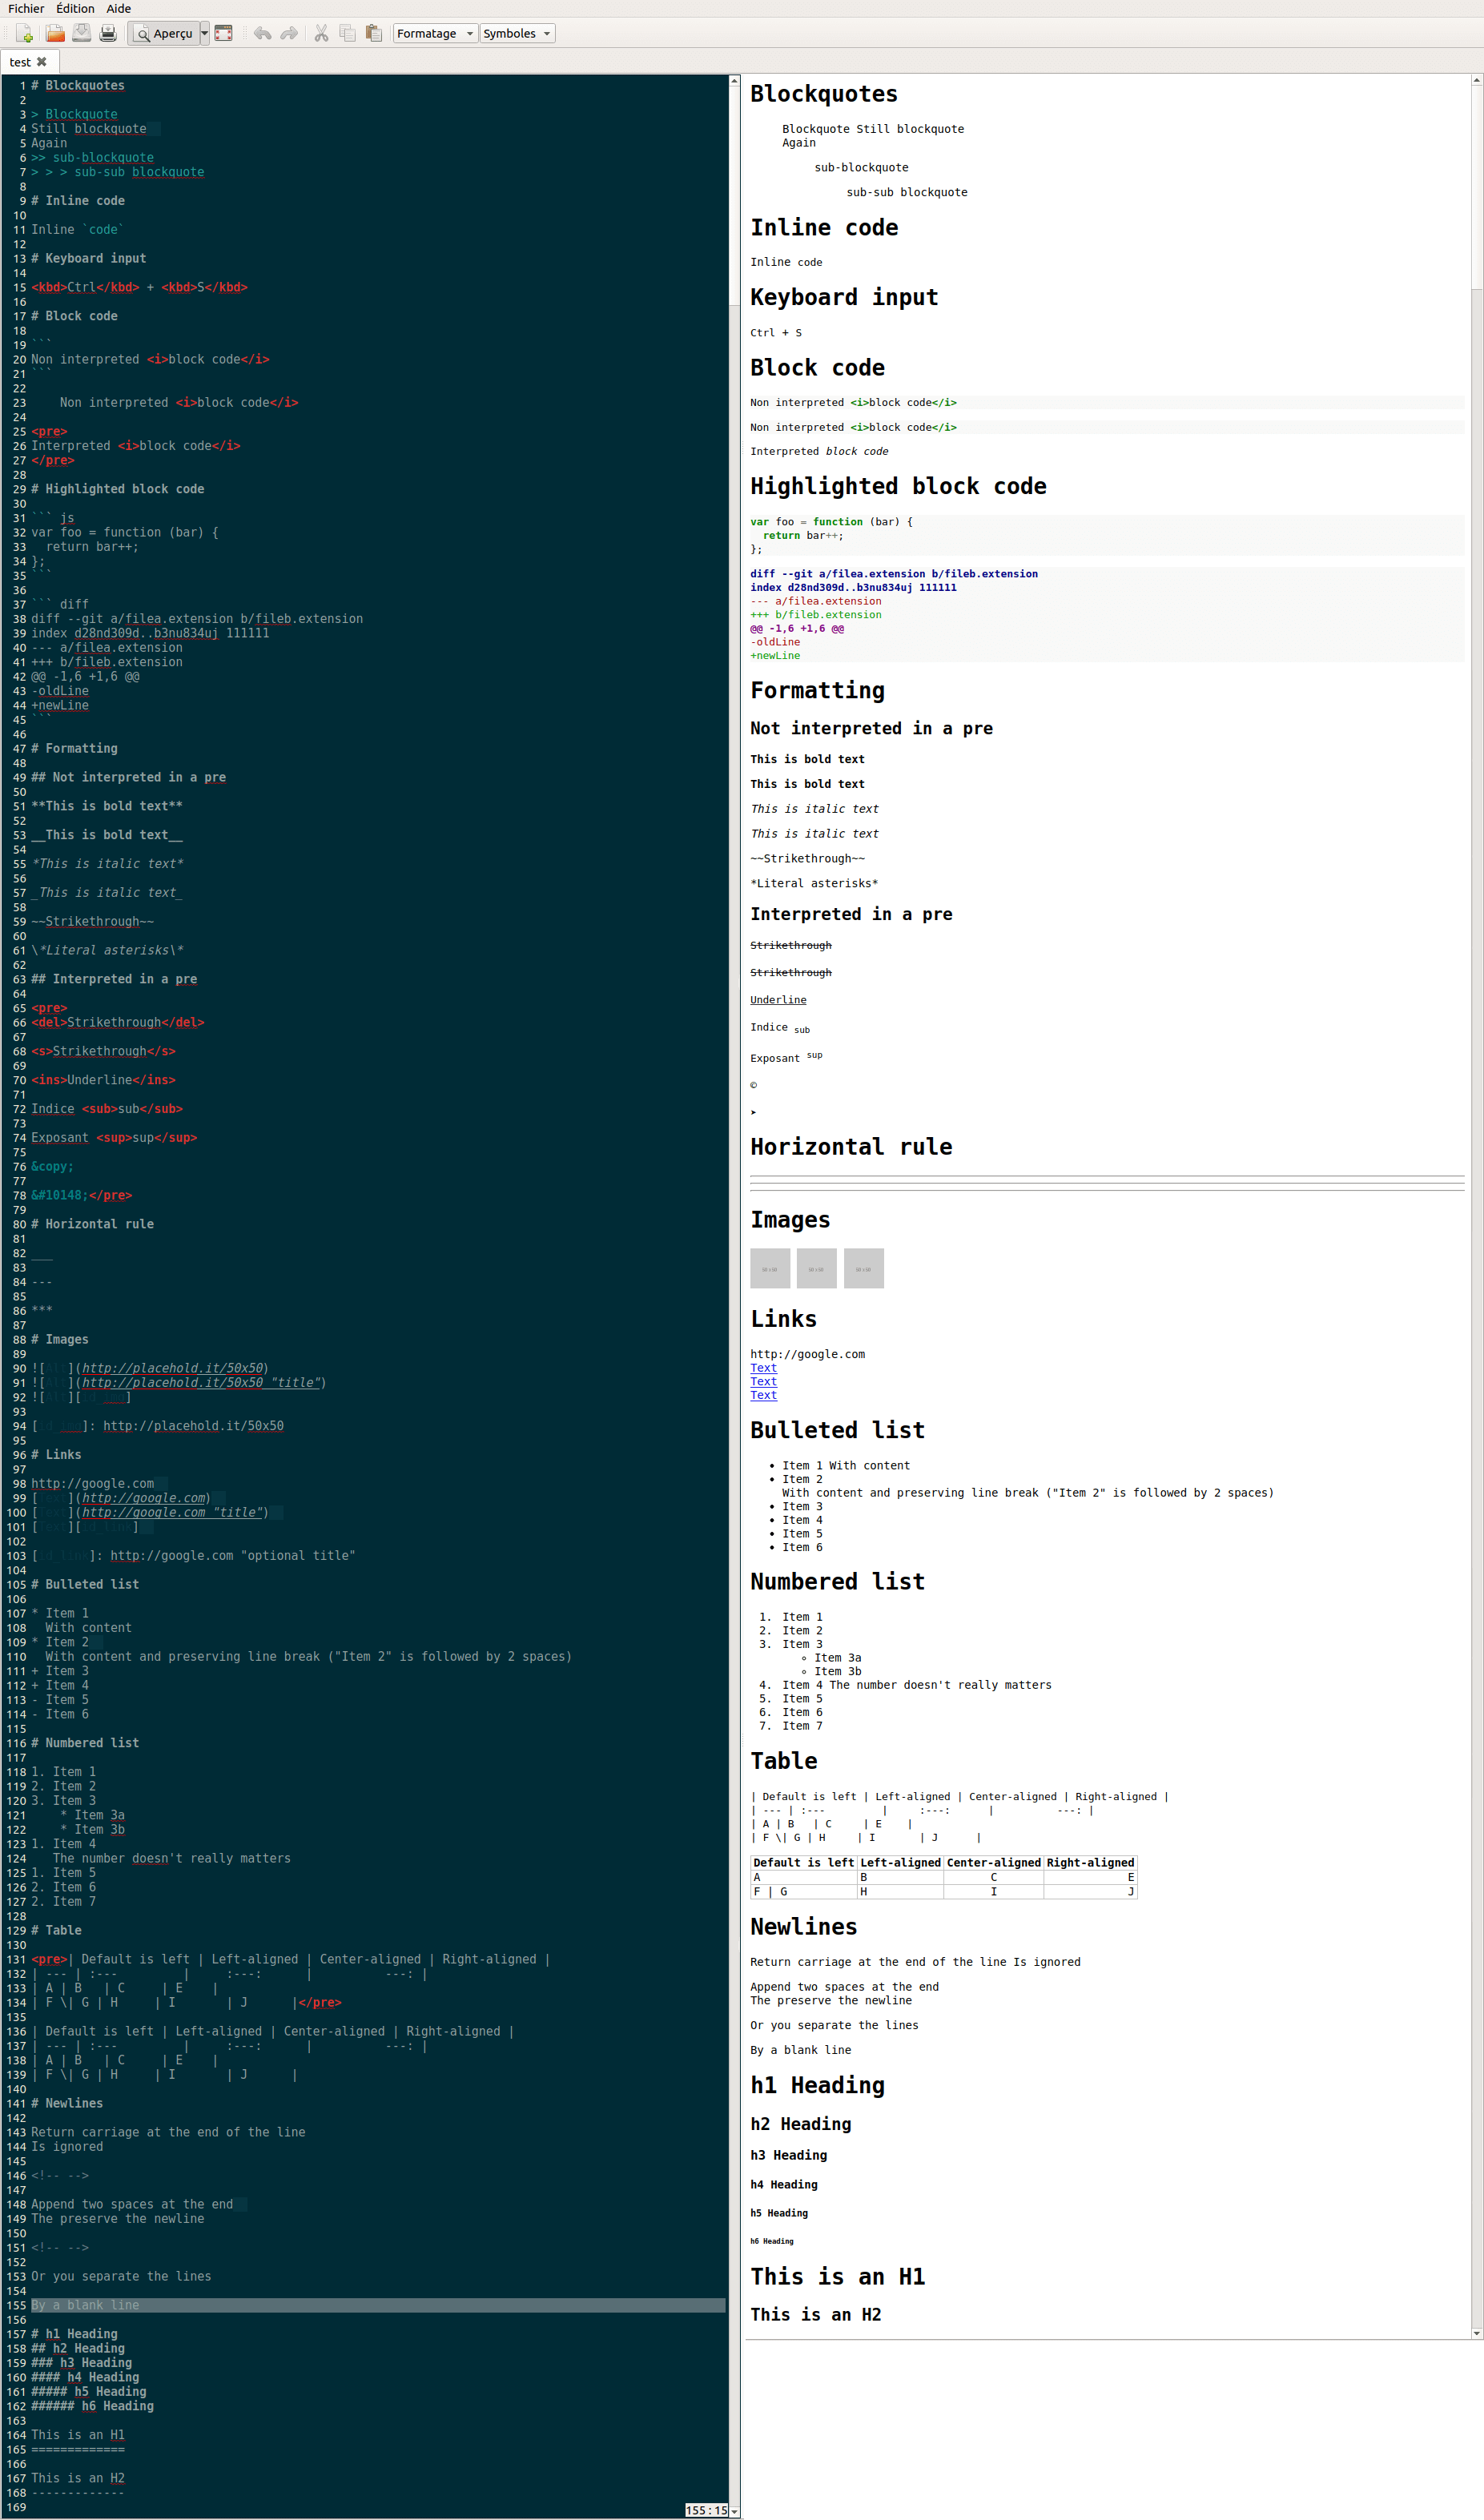 Fichier Édition Aide
Aperçu Formatage Symboles
test
1 # Blockquotes
2
3 > Blockquote
4 Still blockquote
5 Again
6 >> sub-blockquote
7 > > > sub-sub blockquote
8
9 # Inline code
10
11 Inline `code`
12
13 # Keyboard input
14
15 <kbd>Ctrl</kbd> + <kbd>S</kbd>
16
17 # Block code
18
19 ```
20 Non interpreted <i>block code</i>
21 ```
22
23     Non interpreted <i>block code</i>
24
25 <pre>
26 Interpreted <i>block code</i>
27 </pre>
28
29 # Highlighted block code
30
31 ``` js
32 var foo = function (bar) {
33   return bar++;
34 };
35 ```
36
37 ``` diff
38 diff --git a/filea.extension b/fileb.extension
39 index d28nd309d..b3nu834uj 111111
40 --- a/filea.extension
41 +++ b/fileb.extension
42 @@ -1,6 +1,6 @@
43 -oldLine
44 +newLine
45 ```
46
47 # Formatting
48
49 ## Not interpreted in a pre
50
51 **This is bold text**
52
53 __This is bold text__
54
55 *This is italic text*
56
57 _This is italic text_
58
59 ~~Strikethrough~~
60
61 \*Literal asterisks\*
62
63 ## Interpreted in a pre
64
65 <pre>
66 <del>Strikethrough</del>
67
68 <s>Strikethrough</s>
69
70 <ins>Underline</ins>
71
72 Indice <sub>sub</sub>
73
74 Exposant <sup>sup</sup>
75
76 &copy;
77
78 &#10148;</pre>
79
80 # Horizontal rule
81
82 ___
83
84 ---
85
86 ***
87
88 # Images
89
90 ![](http://placehold.it/50x50)
91 ![](http://placehold.it/50x50 "title")
92 ![][]
93
94 []: http://placehold.it/50x50
95
96 # Links
97
98 http://google.com
99 [](http://google.com)
100 [](http://google.com "title")
101 [Text][id_link]
102
103 [id_link]: http://google.com "optional title"
104
105 # Bulleted list
106
107 * Item 1
108   With content
109 * Item 2
110   With content and preserving line break ("Item 2" is followed by 2 spaces)
111 + Item 3
112 + Item 4
113 - Item 5
114 - Item 6
115
116 # Numbered list
117
118 1. Item 1
119 2. Item 2
120 3. Item 3
121     * Item 3a
122     * Item 3b
123 1. Item 4
124    The number doesn't really matters
125 1. Item 5
126 2. Item 6
127 2. Item 7
128
129 # Table
130
131 <pre>| Default is left | Left-aligned | Center-aligned | Right-aligned |
132 | --- | :---         |     :---:      |          ---: |
133 | A | B   | C     | E    |
134 | F \| G | H     | I       | J      |</pre>
135
136 | Default is left | Left-aligned | Center-aligned | Right-aligned |
137 | --- | :---         |     :---:      |          ---: |
138 | A | B   | C     | E    |
139 | F \| G | H     | I       | J      |
140
141 # Newlines
142
143 Return carriage at the end of the line
144 Is ignored
145
146 <!-- -->
147
148 Append two spaces at the end
149 The preserve the newline
150
151 <!-- -->
152
153 Or you separate the lines
154
155 By a blank line
156
157 # h1 Heading
158 ## h2 Heading
159 ### h3 Heading
160 #### h4 Heading
161 ##### h5 Heading
162 ###### h6 Heading
163
164 This is an H1
165 =============
166
167 This is an H2
168 -------------
169
155:15
Blockquotes
Blockquote Still blockquote
Again
sub-blockquote
sub-sub blockquote
Inline code
Inline code
Keyboard input
Ctrl + S
Block code
Non interpreted <i>block code</i>
Non interpreted <i>block code</i>
Interpreted block code
Highlighted block code
var foo = function (bar) {
  return bar++;
};
diff --git a/filea.extension b/fileb.extension
index d28nd309d..b3nu834uj 111111
--- a/filea.extension
+++ b/fileb.extension
@@ -1,6 +1,6 @@
-oldLine
+newLine
Formatting
Not interpreted in a pre
This is bold text
This is bold text
This is italic text
This is italic text
~~Strikethrough~~
*Literal asterisks*
Interpreted in a pre
Strikethrough
Strikethrough
Underline
Indice sub
Exposant sup
©
➤
Horizontal rule
Images
50 x 50 50 x 50 50 x 50
Links
http://google.com
Text
Text
Text
Bulleted list
• Item 1 With content
• Item 2
With content and preserving line break ("Item 2" is followed by 2 spaces)
• Item 3
• Item 4
• Item 5
• Item 6
Numbered list
1. Item 1
2. Item 2
3. Item 3
◦ Item 3a
◦ Item 3b
4. Item 4 The number doesn't really matters
5. Item 5
6. Item 6
7. Item 7
Table
| Default is left | Left-aligned | Center-aligned | Right-aligned |
| --- | :---         |     :---:      |          ---: |
| A | B   | C     | E    |
| F \| G | H     | I       | J      |
Default is left Left-aligned Center-aligned Right-aligned
A B C E
F | G H I J
Newlines
Return carriage at the end of the line Is ignored
Append two spaces at the end
The preserve the newline
Or you separate the lines
By a blank line
h1 Heading
h2 Heading
h3 Heading
h4 Heading
h5 Heading
h6 Heading
This is an H1
This is an H2